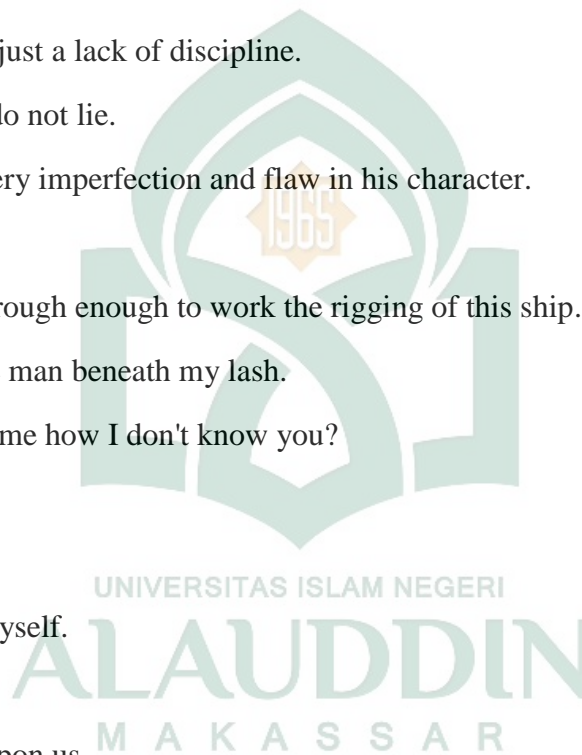 just a lack of discipline.
do not lie.
ery imperfection and flaw in his character.
1965
rough enough to work the rigging of this ship.
man beneath my lash.
me how I don't know you?
UNIVERSITAS ISLAM NEGERI
yself.
ALAUDDIN
MAKASSAR
pon us